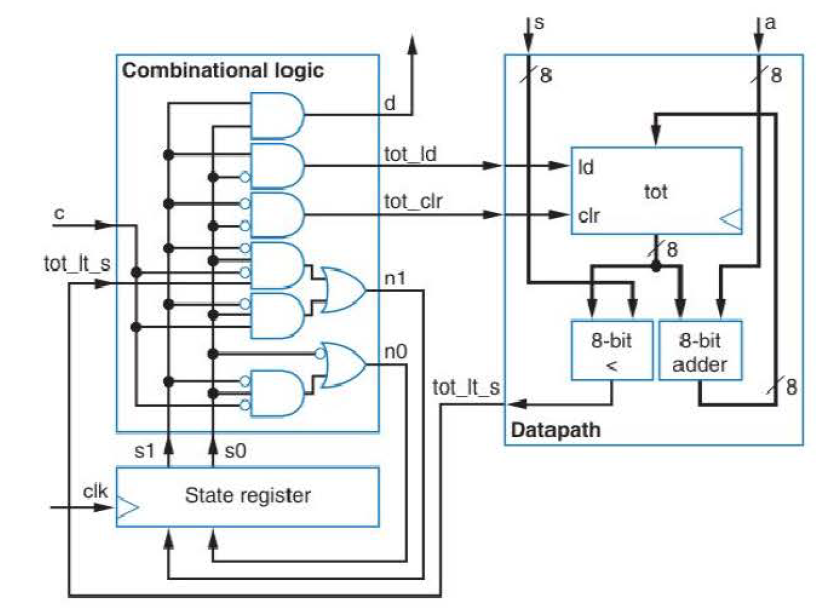 s
a
Combinational logic
8
8
d
tot_ld
ld
tot
c
tot_clr
clr
tot_lt_s
8
n1
n0
8-bit
<
8-bit
adder
tot_lt_s
8
Datapath
s1
s0
clk
State register